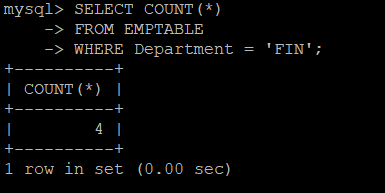 mysql> SELECT COUNT(*)
    -> FROM EMPTABLE
    -> WHERE Department = 'FIN';
+----------+
| COUNT(*) |
+----------+
|        4 |
+----------+
1 row in set (0.00 sec)